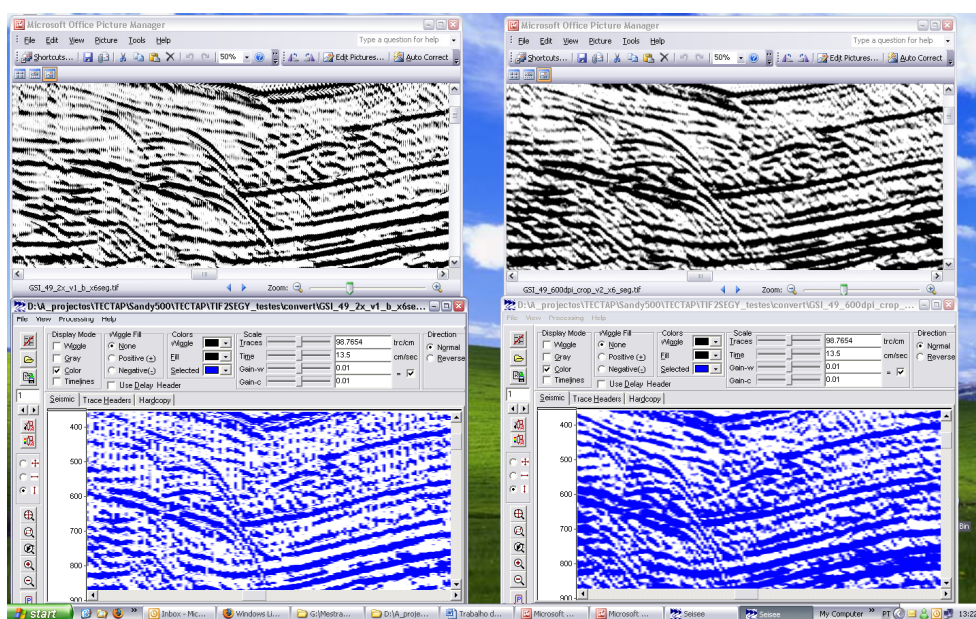 Microsoft Office Picture Manager
File Edit View Picture Tools Help Type a question for help
Shortcuts... 50% Edit Pictures... Auto Correct
GSI_49_2x_v1_b_x6seg.tif Zoom:
Microsoft Office Picture Manager
File Edit View Picture Tools Help Type a question for help
Shortcuts... 50% Edit Pictures... Auto Correct
GSI_49_600dpi_crop_v2_x6_seg.tif Zoom:
D:\A_projectos\TECTAP\Sandy500\TIF2SEGY_testes\convert\GSI_49_2x_v1_b_x6se...
File View Processing Help
Display Mode Wiggle Fill Colors Scale Direction
Wiggle None Wiggle Traces 98.7654 trc/cm Normal
Gray Positive (+) Fill Time 13.5 cm/sec Reverse
Color Negative(-) Selected Gain-w 0.01 =
Timelines Use Delay Header Gain-c 0.01
1
Seismic Trace Headers Hardcopy
400
500
600
700
800
900
D:\A_projectos\TECTAP\Sandy500\TIF2SEGY_testes\convert\GSI_49_600dpi_crop_...
File View Processing Help
Display Mode Wiggle Fill Colors Scale Direction
Wiggle None Wiggle Traces 98.7654 trc/cm Normal
Gray Positive (+) Fill Time 13.5 cm/sec Reverse
Color Negative(-) Selected Gain-w 0.01 =
Timelines Use Delay Header Gain-c 0.01
1
Seismic Trace Headers Hardcopy
400
500
600
700
800
900
Bin
start Inbox - Mic... Windows Li... G:\Mestra... D:\A_proje... Trabalho d... Microsoft ... Microsoft ... Seisee Seisee My Computer PT 13:22